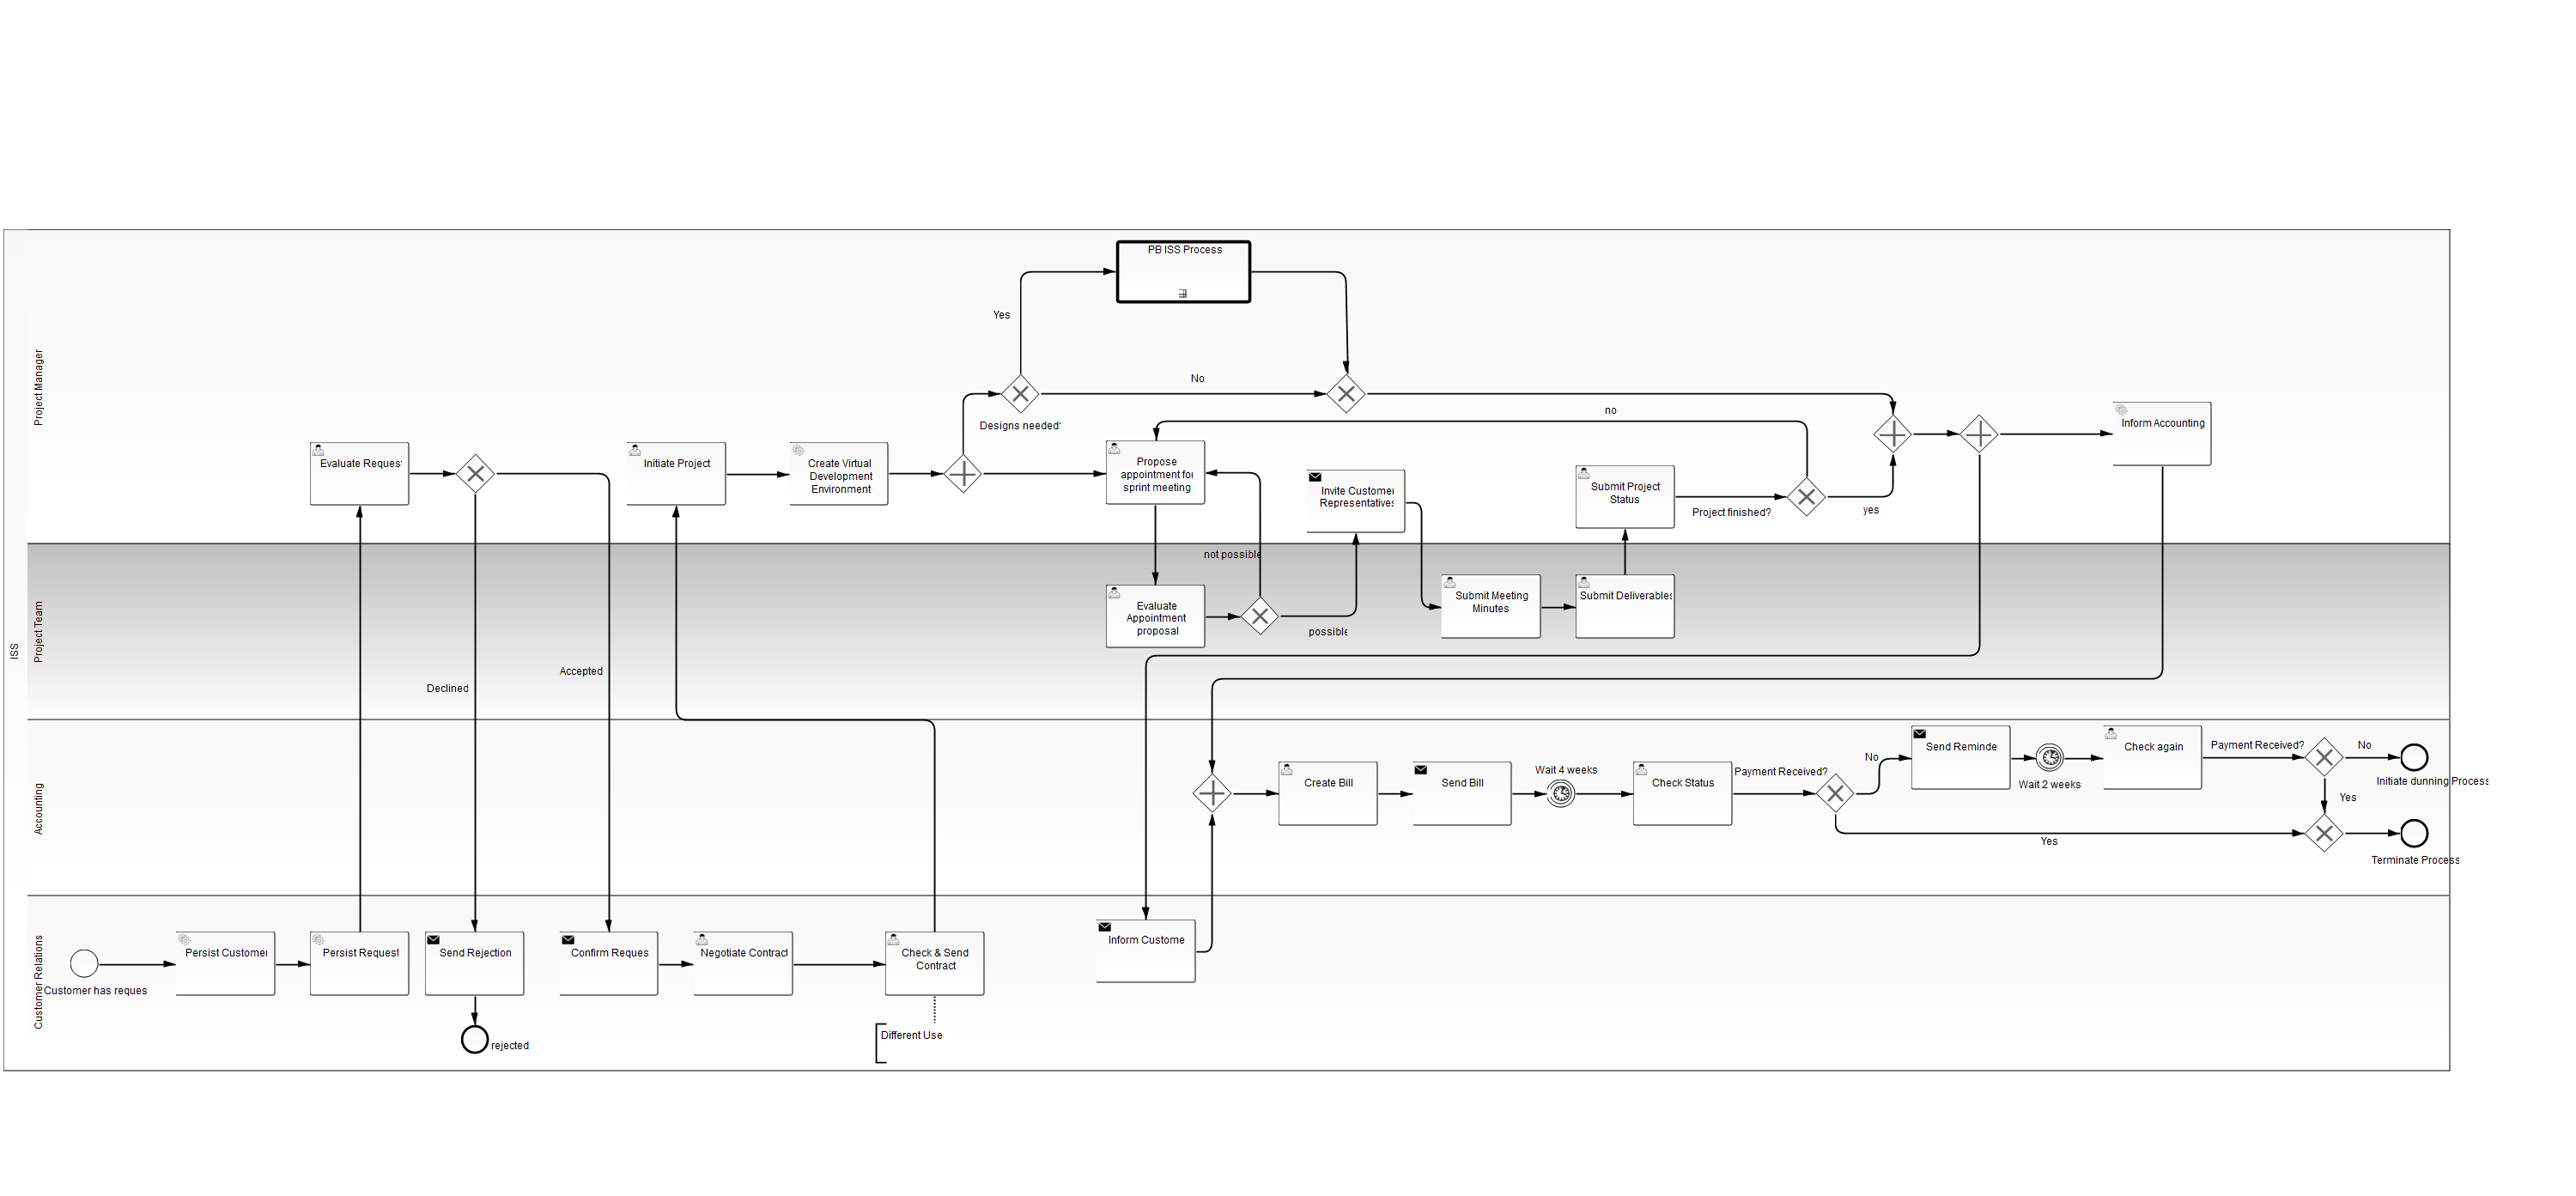 PB ISS Process
Yes
No
Designs needed?
no
Project Manager
Evaluate Request
Initiate Project
Create Virtual
Development
Environment
Propose
appointment for
sprint meeting
Invite Customer
Representatives
Submit Project
Status
Project finished?
yes
Inform Accounting
ISS
Project Team
not possible
Evaluate
Appointment
proposal
possible
Submit Meeting
Minutes
Submit Deliverables
Declined
Accepted
Accounting
Create Bill
Send Bill
Wait 4 weeks
Check Status
Payment Received?
No
Send Reminde
Wait 2 weeks
Check again
Payment Received?
No
Initiate dunning Process
Yes
Yes
Terminate Process
Customer Relations
Customer has reques
Persist Customer
Persist Request
Send Rejection
rejected
Confirm Reques
Negotiate Contract
Check & Send
Contract
Different Use
Inform Custome